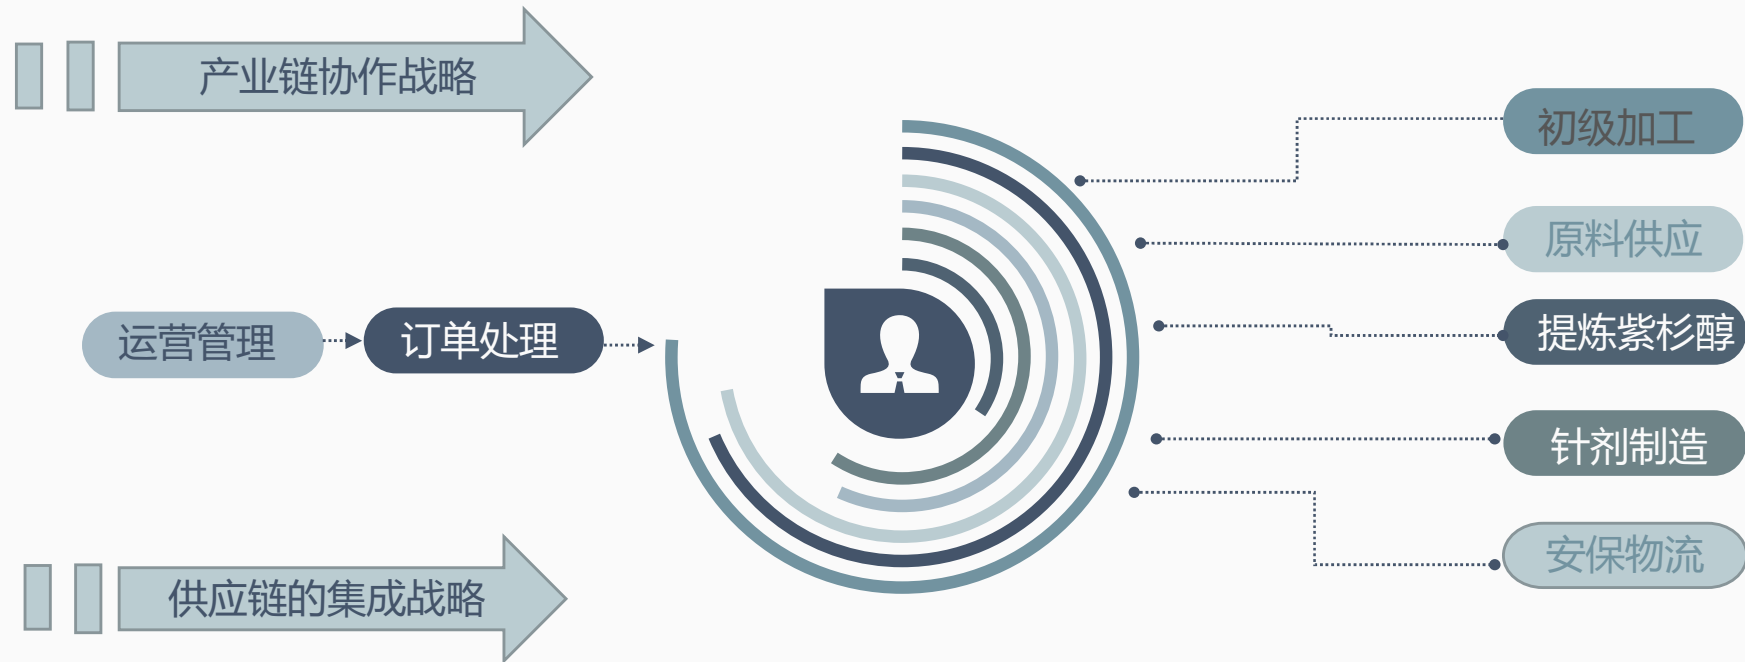 产业链协作战略
初级加工
原料供应
运营管理
订单处理
提炼紫杉醇
针剂制造
安保物流
供应链的集成战略